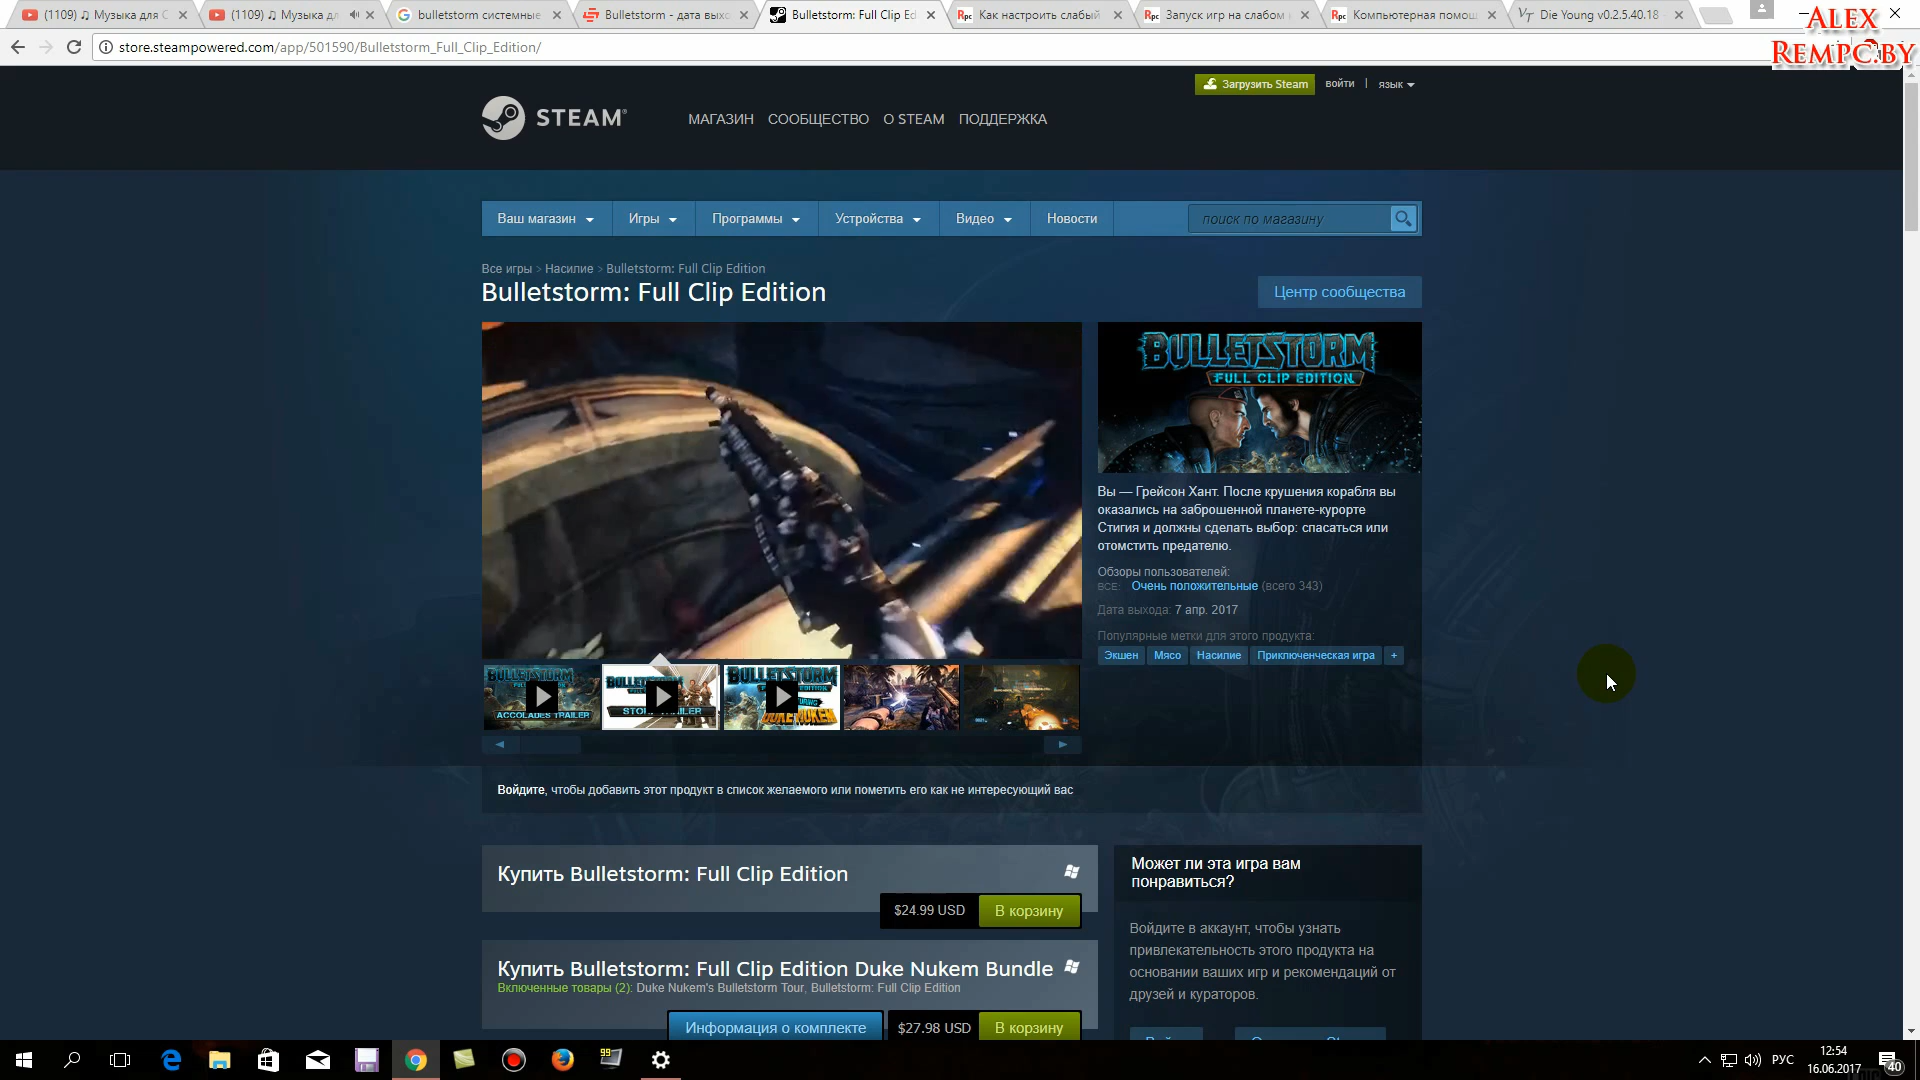 (1109) ♫ Музыка для С
(1109) ♫ Музыка дл
bulletstorm системные
Bulletstorm - дата выхо
Bulletstorm: Full Clip Ed
Как настроить слабый
Запуск игр на слабом
Компьютерная помощ
Die Young v0.2.5.40.18
ALEX
REMPC.BY
store.steampowered.com/app/501590/Bulletstorm_Full_Clip_Edition/
Загрузить Steam
войти | язык
STEAM
МАГАЗИН СООБЩЕСТВО О STEAM ПОДДЕРЖКА
Ваш магазин Игры Программы Устройства Видео Новости
поиск по магазину
Все игры > Насилие > Bulletstorm: Full Clip Edition
Bulletstorm: Full Clip Edition
Центр сообщества
BULLETSTORM
FULL CLIP EDITION
Вы — Грейсон Хант. После крушения корабля вы
оказались на заброшенной планете-курорте
Стигия и должны сделать выбор: спасаться или
отомстить предателю.
Обзоры пользователей:
ВСЕ: Очень положительные (всего 343)
Дата выхода: 7 апр. 2017
Популярные метки для этого продукта:
Экшен Мясо Насилие Приключенческая игра +
BULLETSTORM
ACCOLADES TRAILER
BULLETSTORM
DUKE NUKEM
Войдите, чтобы добавить этот продукт в список желаемого или пометить его как не интересующий вас
Купить Bulletstorm: Full Clip Edition
$24.99 USD В корзину
Купить Bulletstorm: Full Clip Edition Duke Nukem Bundle
Включенные товары (2): Duke Nukem's Bulletstorm Tour, Bulletstorm: Full Clip Edition
Информация о комплекте $27.98 USD В корзину
Может ли эта игра вам
понравиться?
Войдите в аккаунт, чтобы узнать
привлекательность этого продукта на
основании ваших игр и рекомендаций от
друзей и кураторов.
99
РУС
12:54
16.06.2017
40